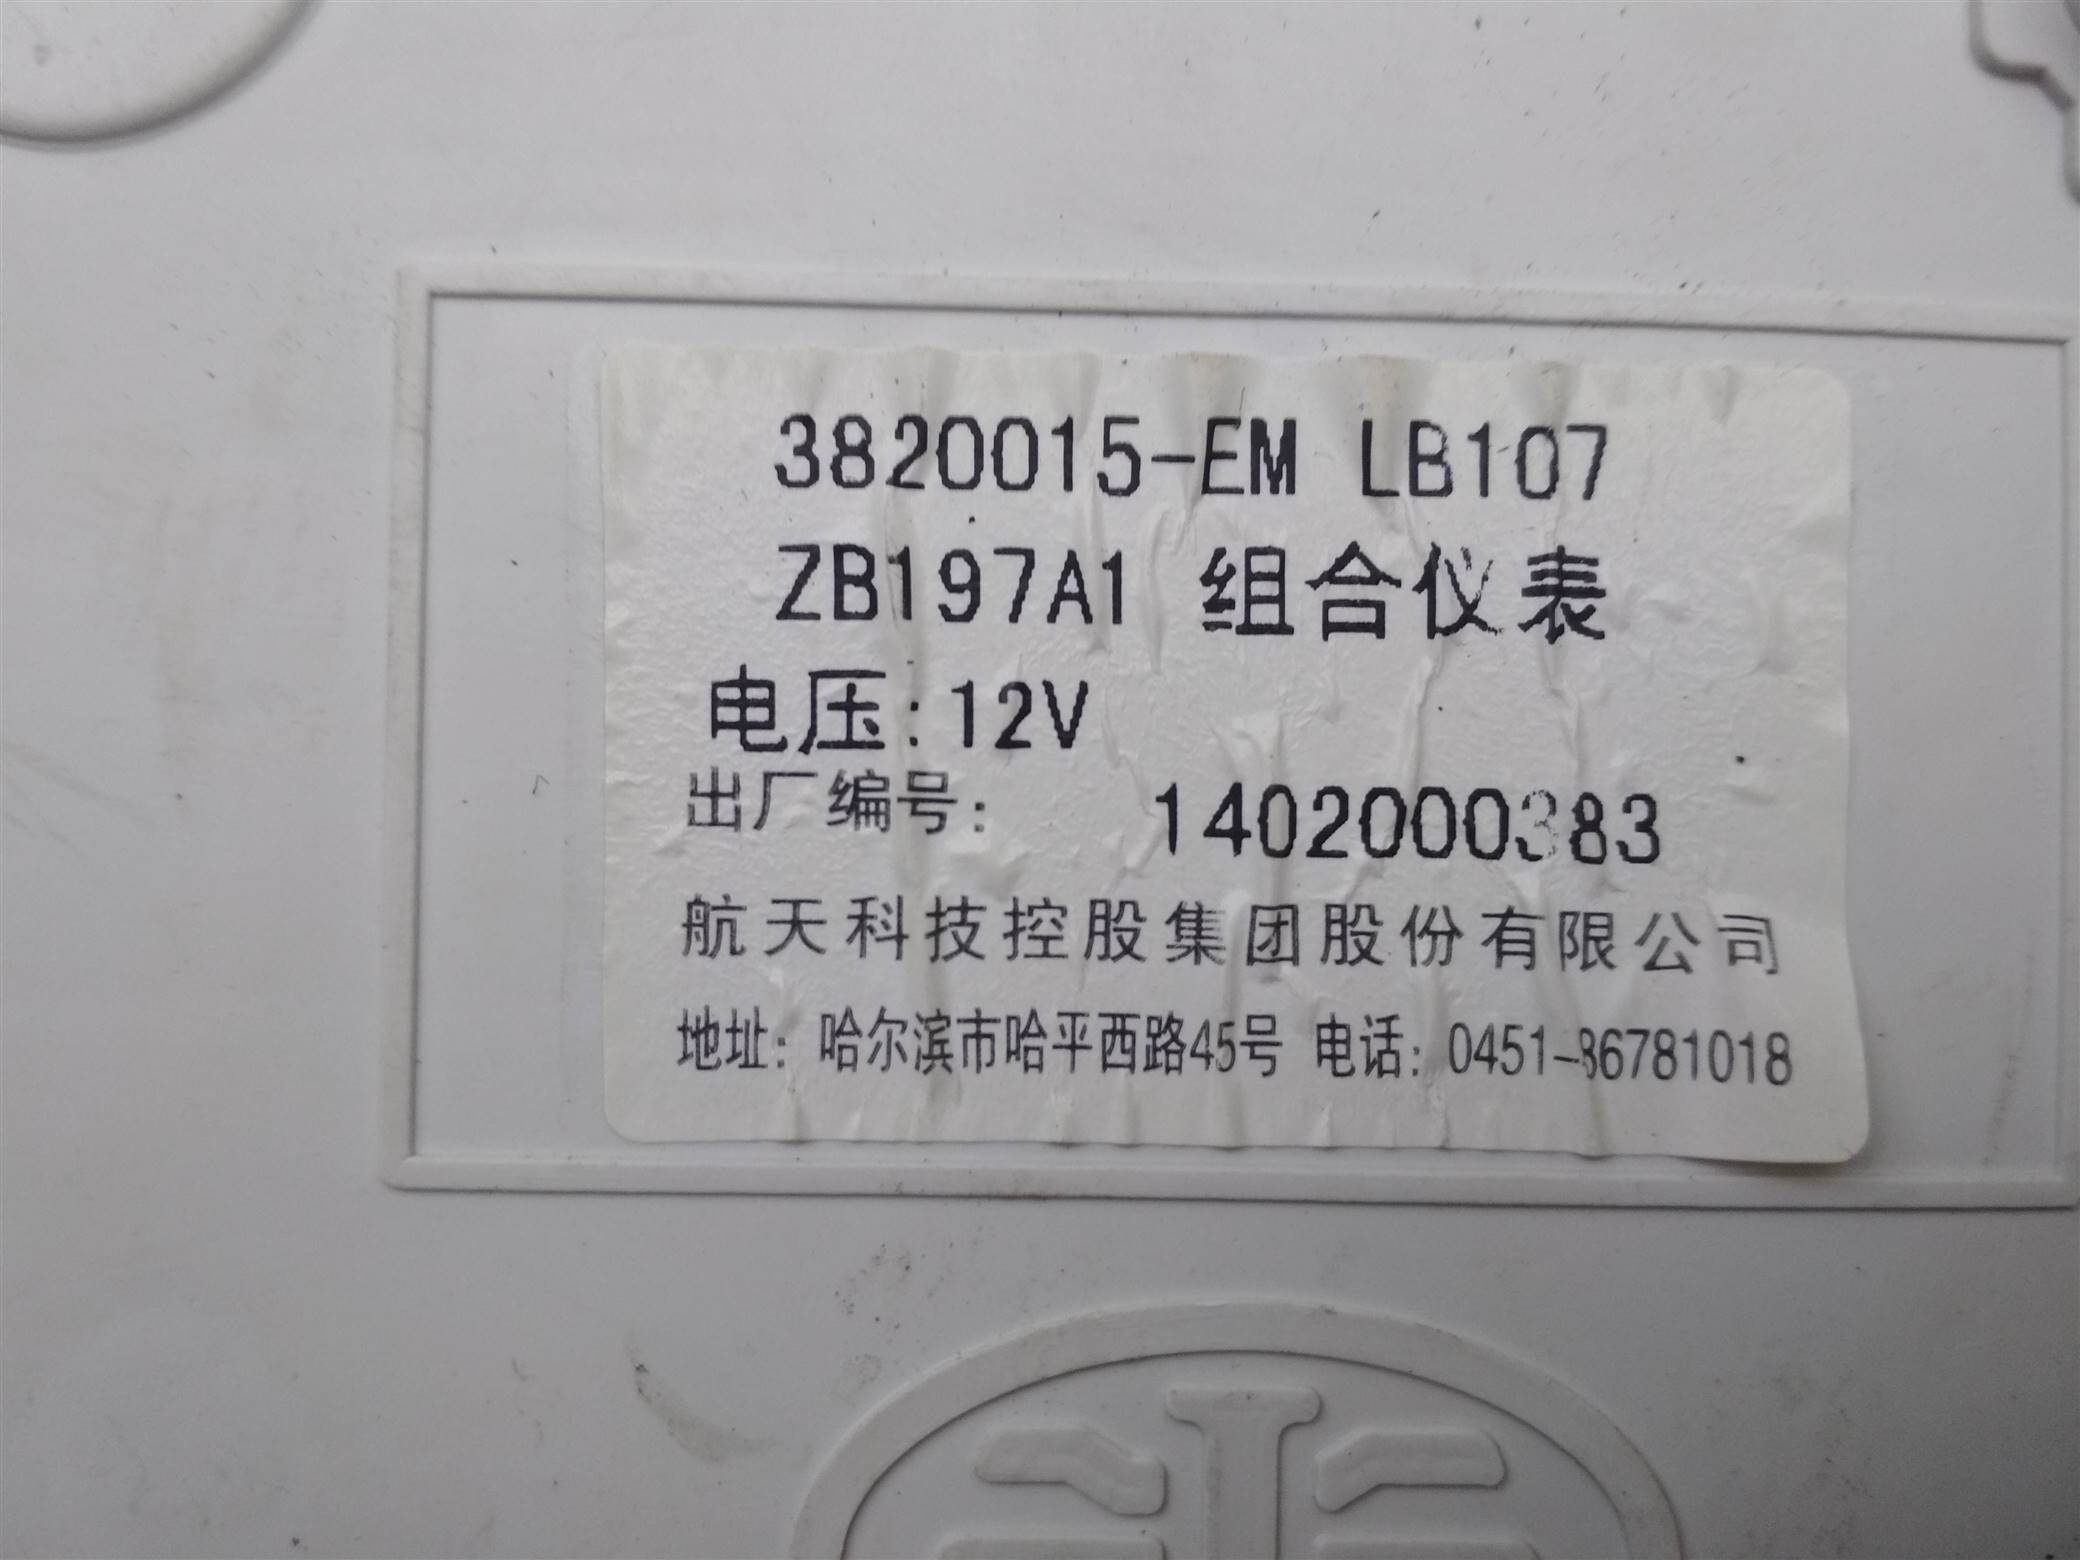 3820015-EM LB107
ZB197A1 组合仪表
电压:12V
出厂编号: 1402000383
航天科技控股集团股份有限公司
地址: 哈尔滨市哈平西路45号 电话: 0451-86781018